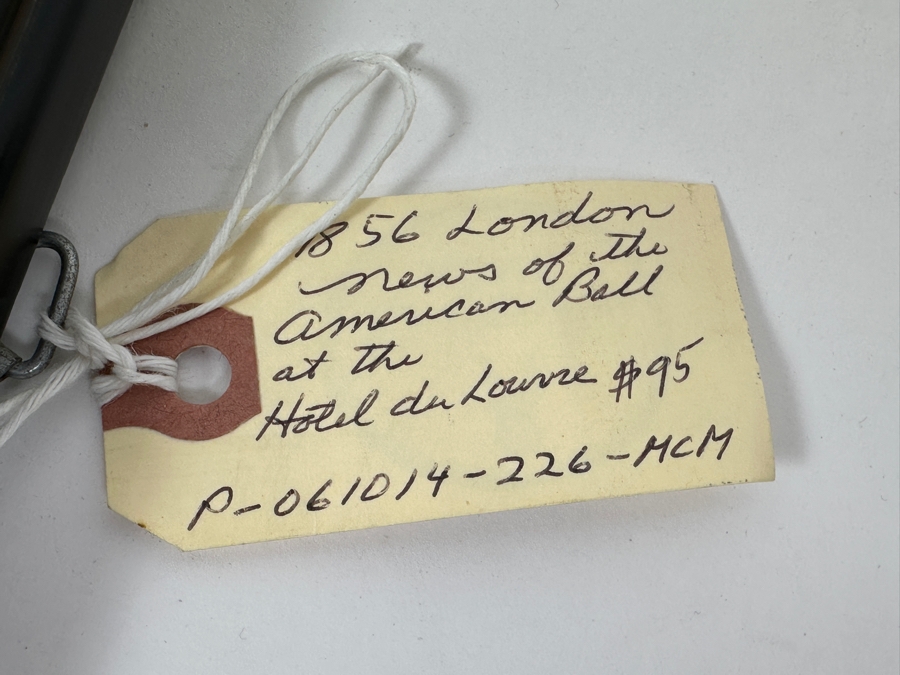 1856 London
news of the
American Ball
at the
Hotel du Louvre $95
P-061014-226-MCM